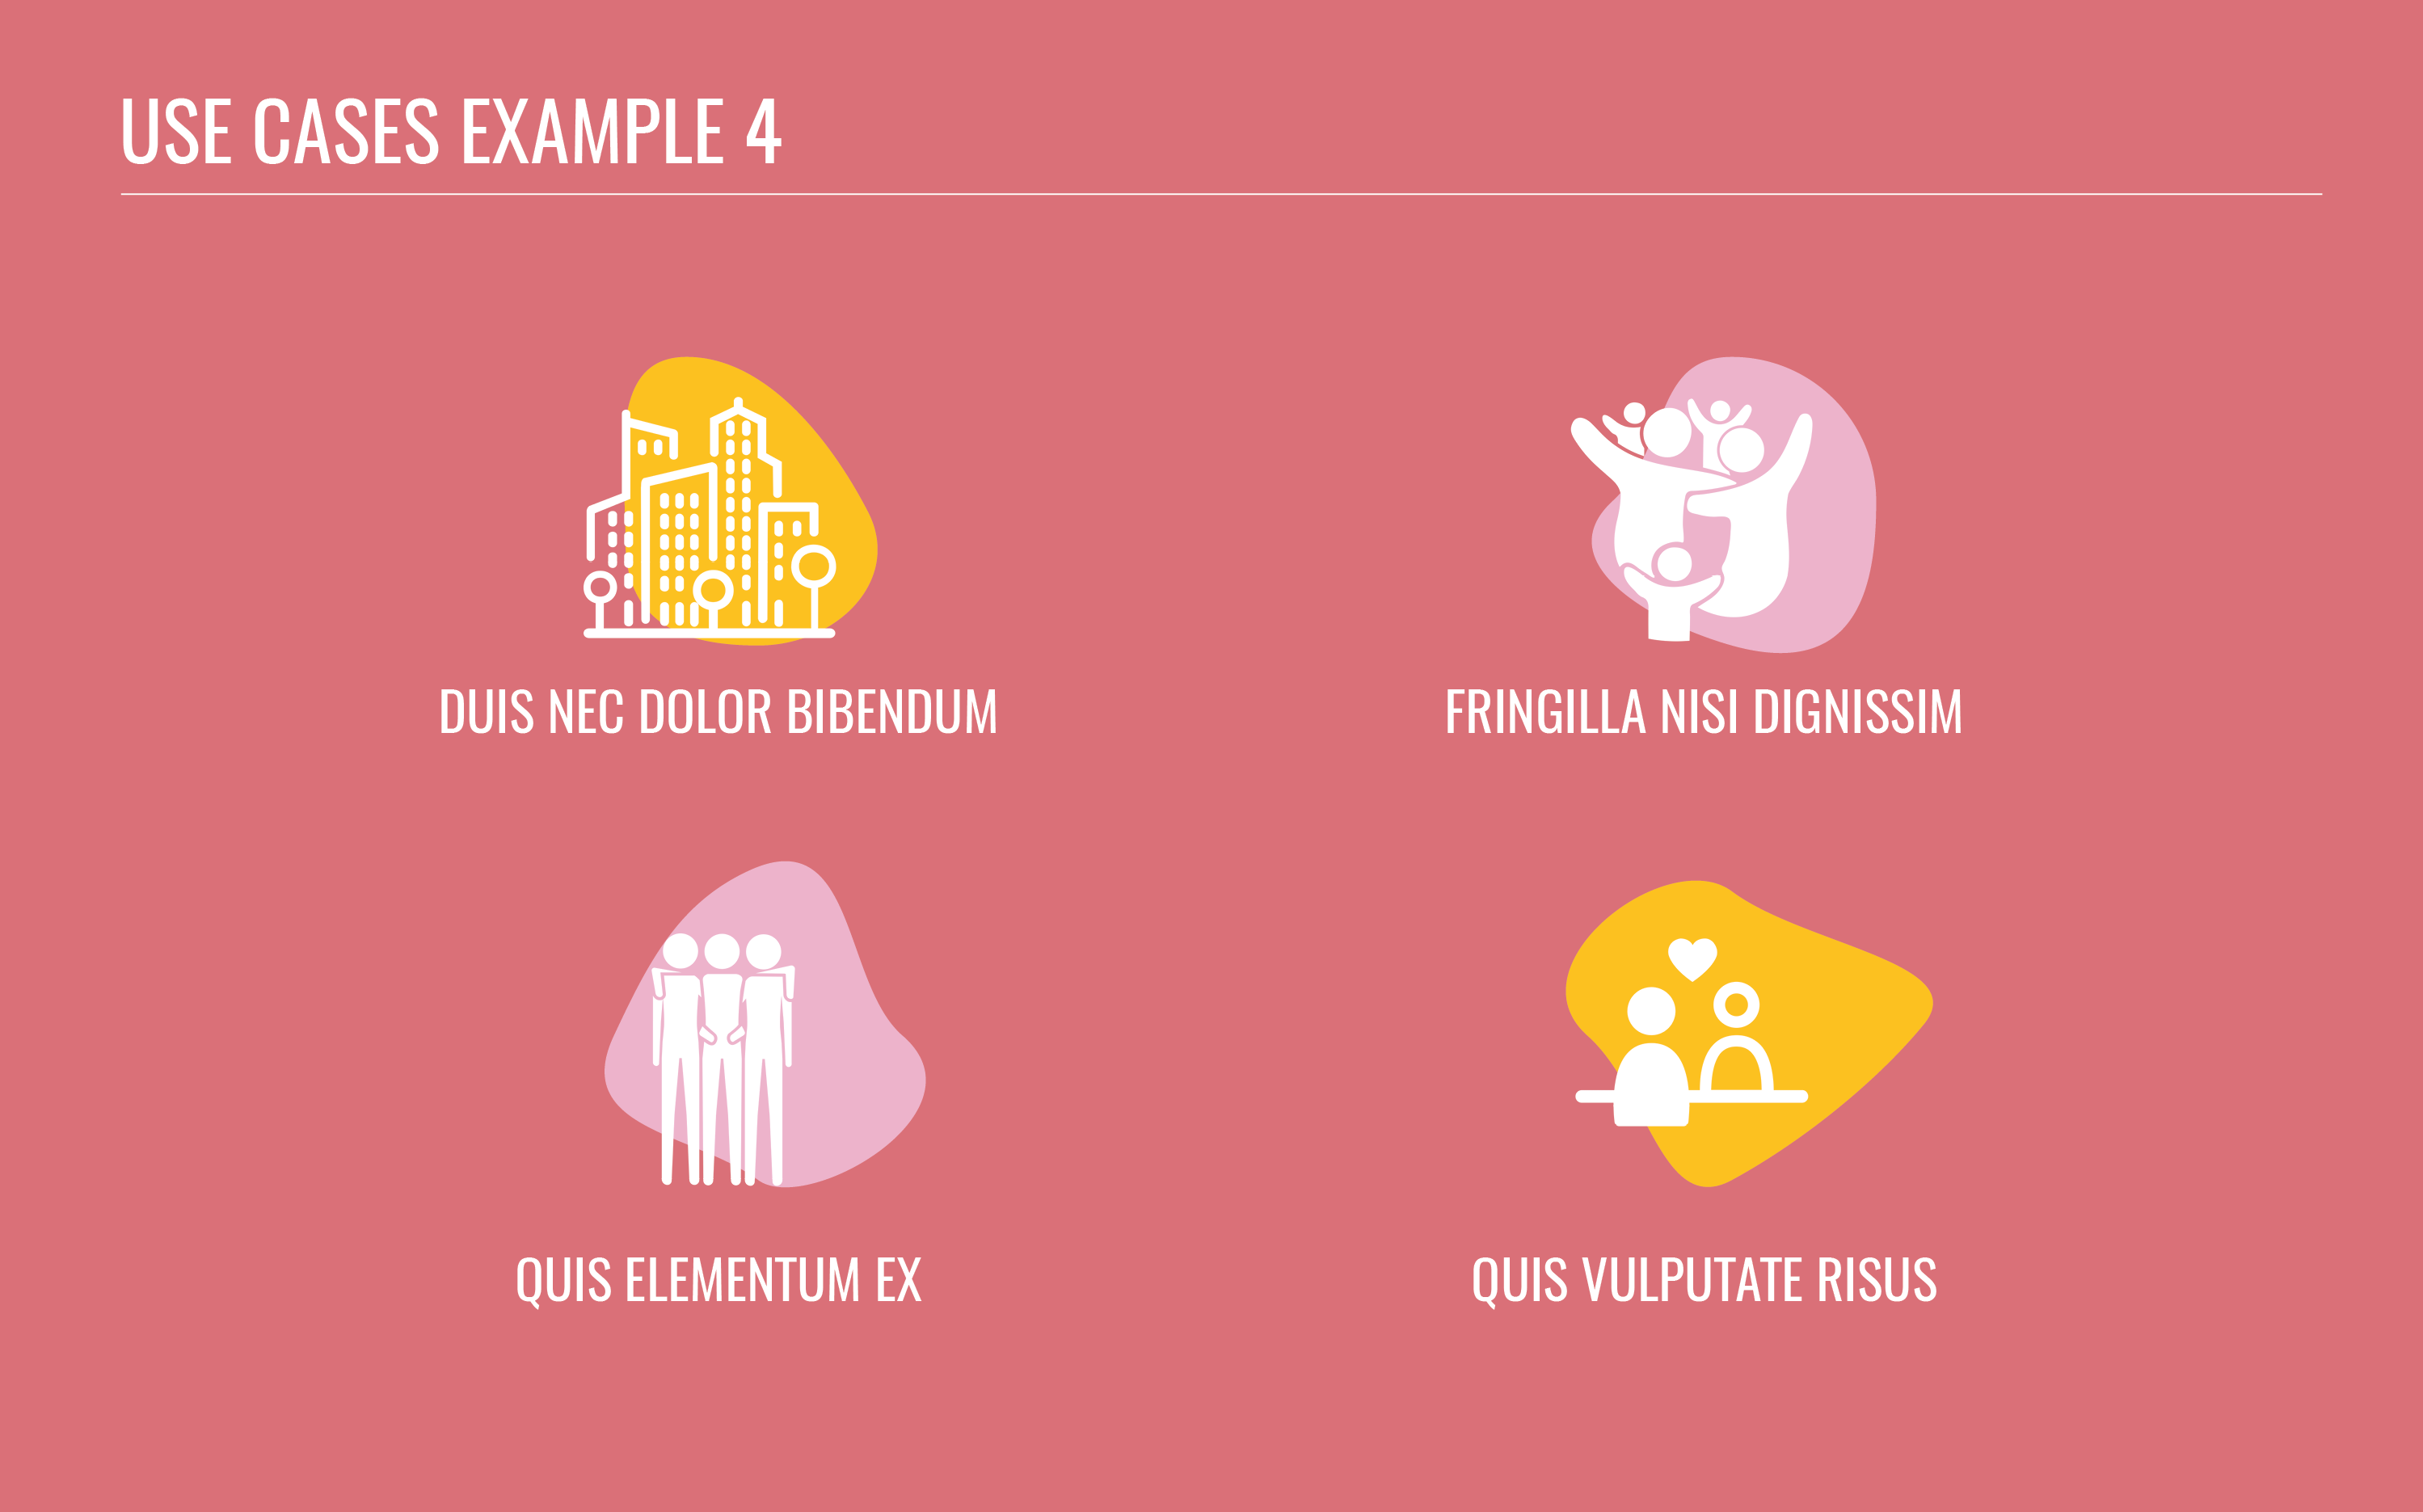 USE CASES EXAMPLE 4
DUIS NEC DOLOR BIBENDUM
FRINGILLA NISI DIGNISSIM
QUIS ELEMENTUM EX
QUIS VULPUTATE RISUS